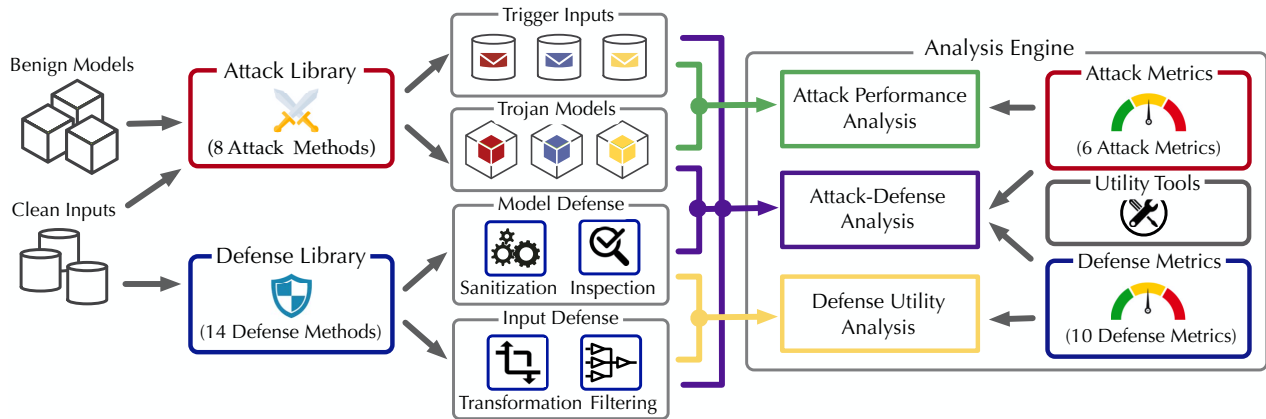 Benign Models
Clean Inputs
Attack Library
(8 Attack Methods)
Defense Library
(14 Defense Methods)
Trigger Inputs
Trojan Models
Model Defense
Sanitization
Inspection
Input Defense
Transformation
Filtering
Analysis Engine
Attack Performance
Analysis
Attack-Defense
Analysis
Defense Utility
Analysis
Attack Metrics
(6 Attack Metrics)
Utility Tools
Defense Metrics
(10 Defense Metrics)